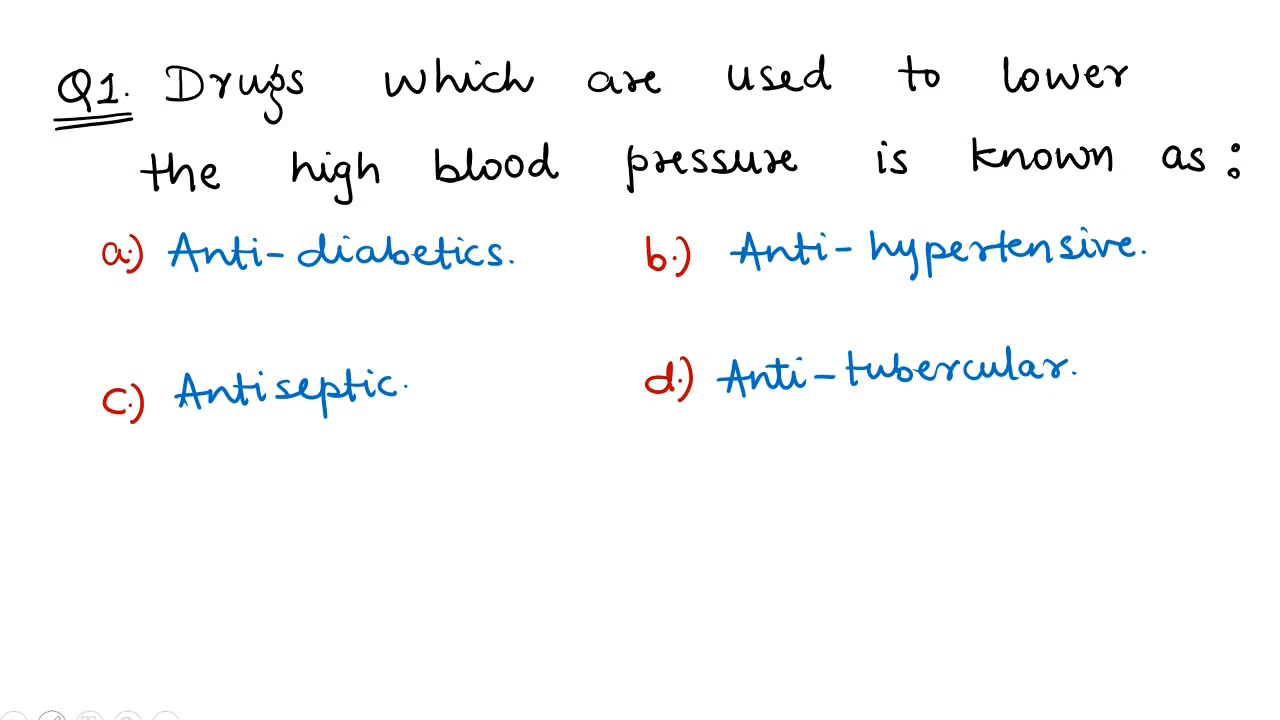 Q1. Drugs which are used to lower
the high blood pressure is known as:
a.) Anti-diabetics. b.) Anti-hypertensive.
c.) Antiseptic. d.) Anti-tubercular.